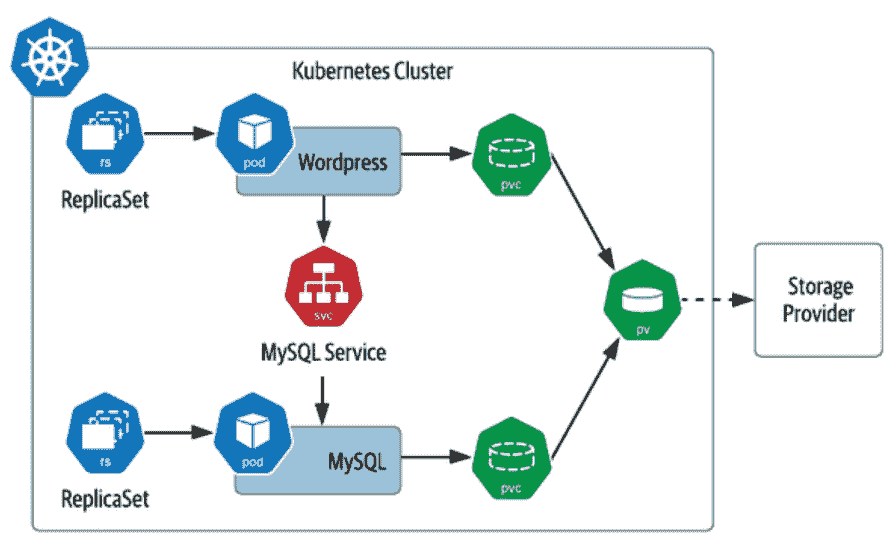 Kubernetes Cluster
rs
ReplicaSet
pod
Wordpress
pvc
svc
MySQL Service
pv
Storage
Provider
rs
ReplicaSet
pod
MySQL
pvc